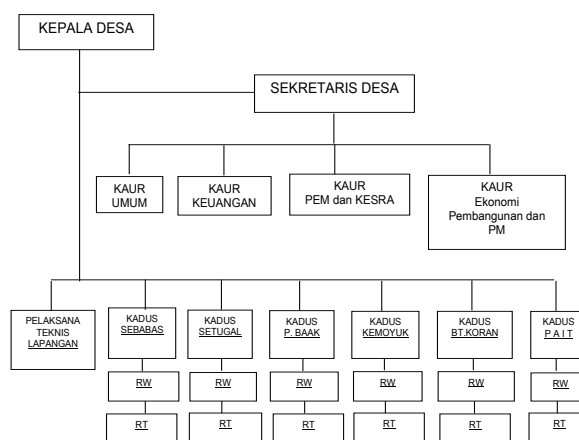 KEPALA DESA
SEKRETARIS DESA
KAUR
UMUM
KAUR
KEUANGAN
KAUR
PEM dan KESRA
KAUR
Ekonomi
Pembangunan dan
PM
PELAKSANA
TEKNIS
LAPANGAN
KADUS
SEBABAS
KADUS
SETUGAL
KADUS
P. BAAK
KADUS
KEMOYUK
KADUS
BT.KORAN
KADUS
P A I T
RW
RW
RW
RW
RW
RW
RT
RT
RT
RT
RT
RT